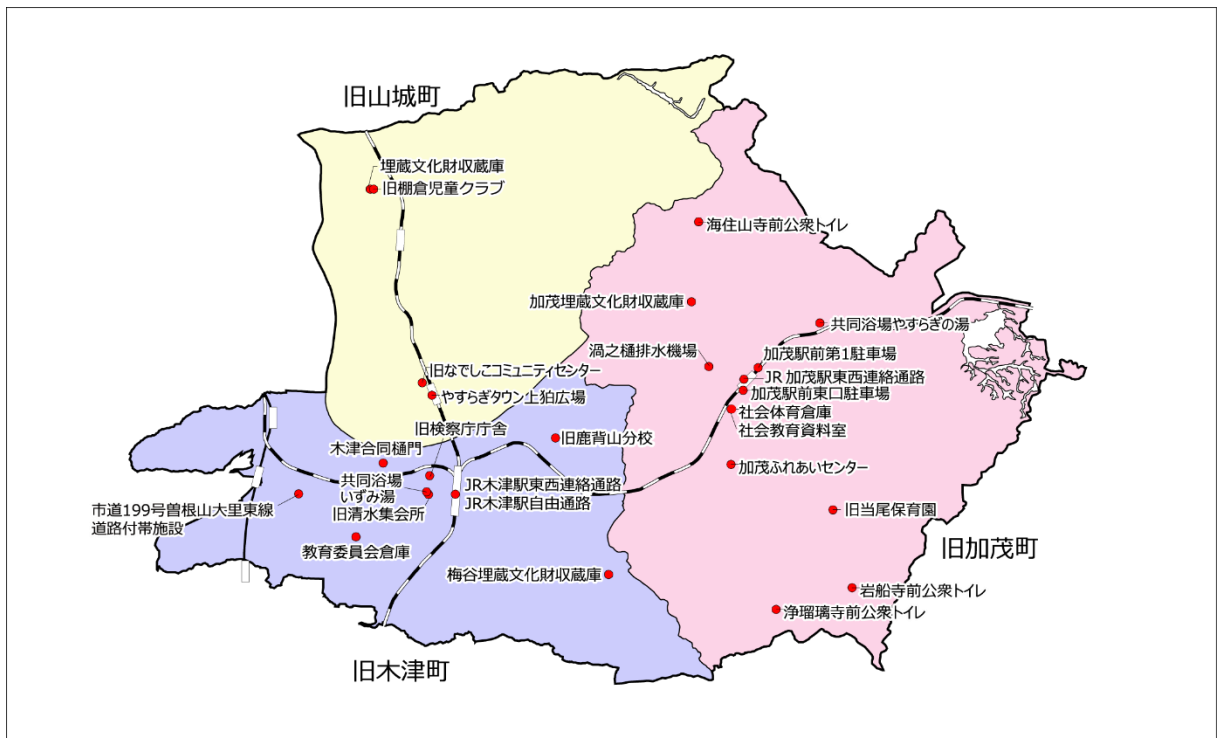 旧山城町
埋蔵文化財収蔵庫
旧棚倉児童クラブ
海住山寺前公衆トイレ
加茂埋蔵文化財収蔵庫
共同浴場やすらぎの湯
渦之樋排水機場
加茂駅前第1駐車場
JR 加茂駅東西連絡通路
加茂駅前東口駐車場
社会体育倉庫
社会教育資料室
旧なでしこコミュニティセンター
やすらぎタウン上狛広場
旧検察庁庁舎
旧鹿背山分校
木津合同樋門
加茂ふれあいセンター
共同浴場
いずみ湯
旧清水集会所
JR木津駅東西連絡通路
JR木津駅自由通路
市道199号曽根山大里東線
道路付帯施設
教育委員会倉庫
旧当尾保育園
旧加茂町
梅谷埋蔵文化財収蔵庫
岩船寺前公衆トイレ
浄瑠璃寺前公衆トイレ
旧木津町